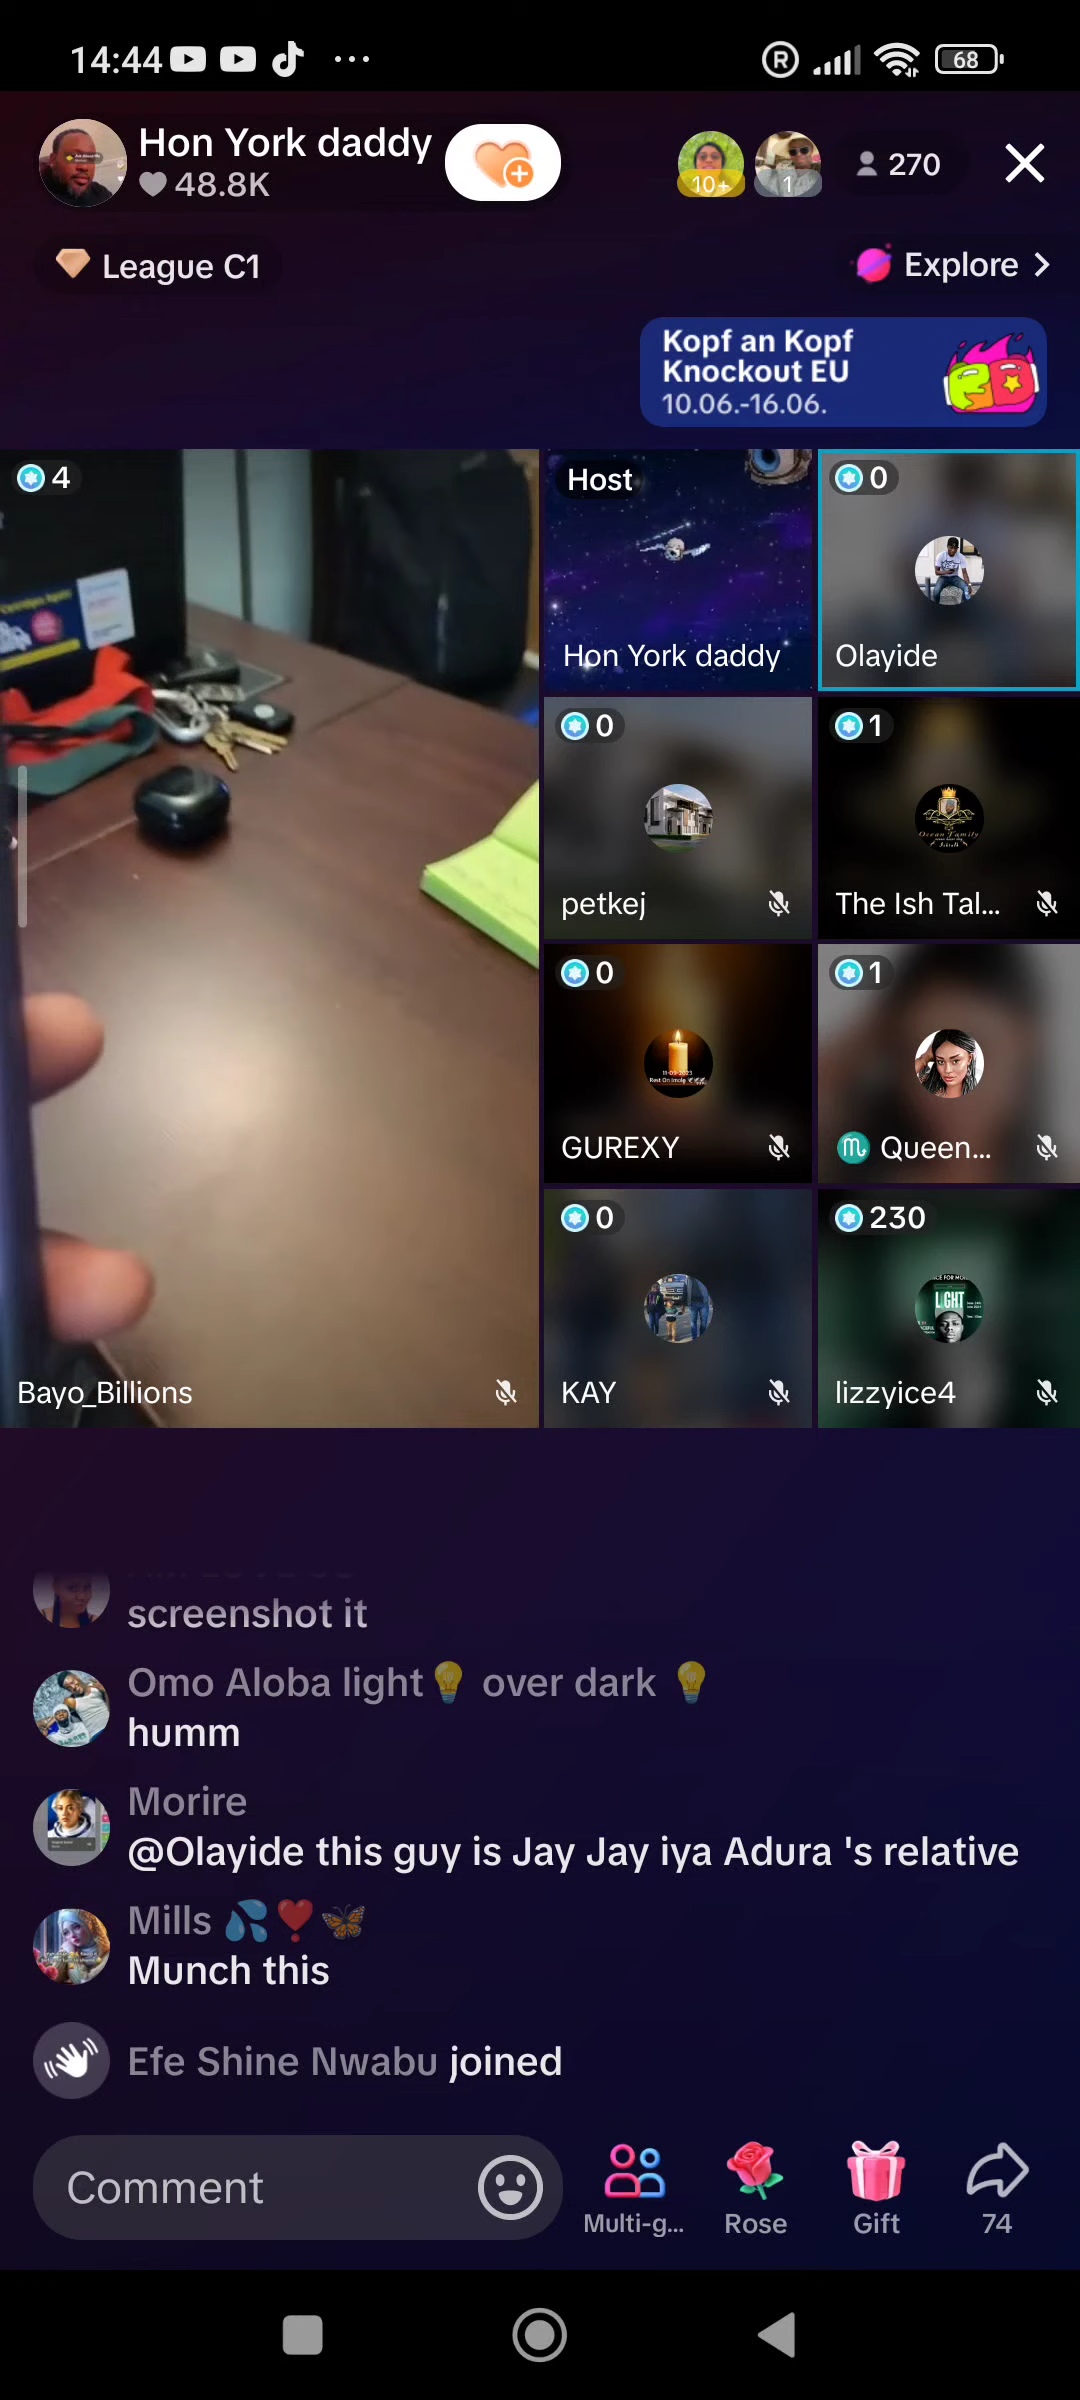 14:44
68
Hon York daddy
48.8K
10+
1
270
League C1
Explore
Kopf an Kopf
Knockout EU
10.06.-16.06.
4
Host
Hon York daddy
0
Olayide
0
petkej
1
The Ish Tal...
0
GUREXY
1
Queen...
0
KAY
230
LIGHT
lizzyice4
Bayo_Billions
screenshot it
Omo Aloba light💡 over dark 💡
humm
Morire
@Olayide this guy is Jay Jay iya Adura 's relative
Mills 💦❣️🦋
Munch this
Efe Shine Nwabu joined
Comment
Multi-g...
Rose
Gift
74